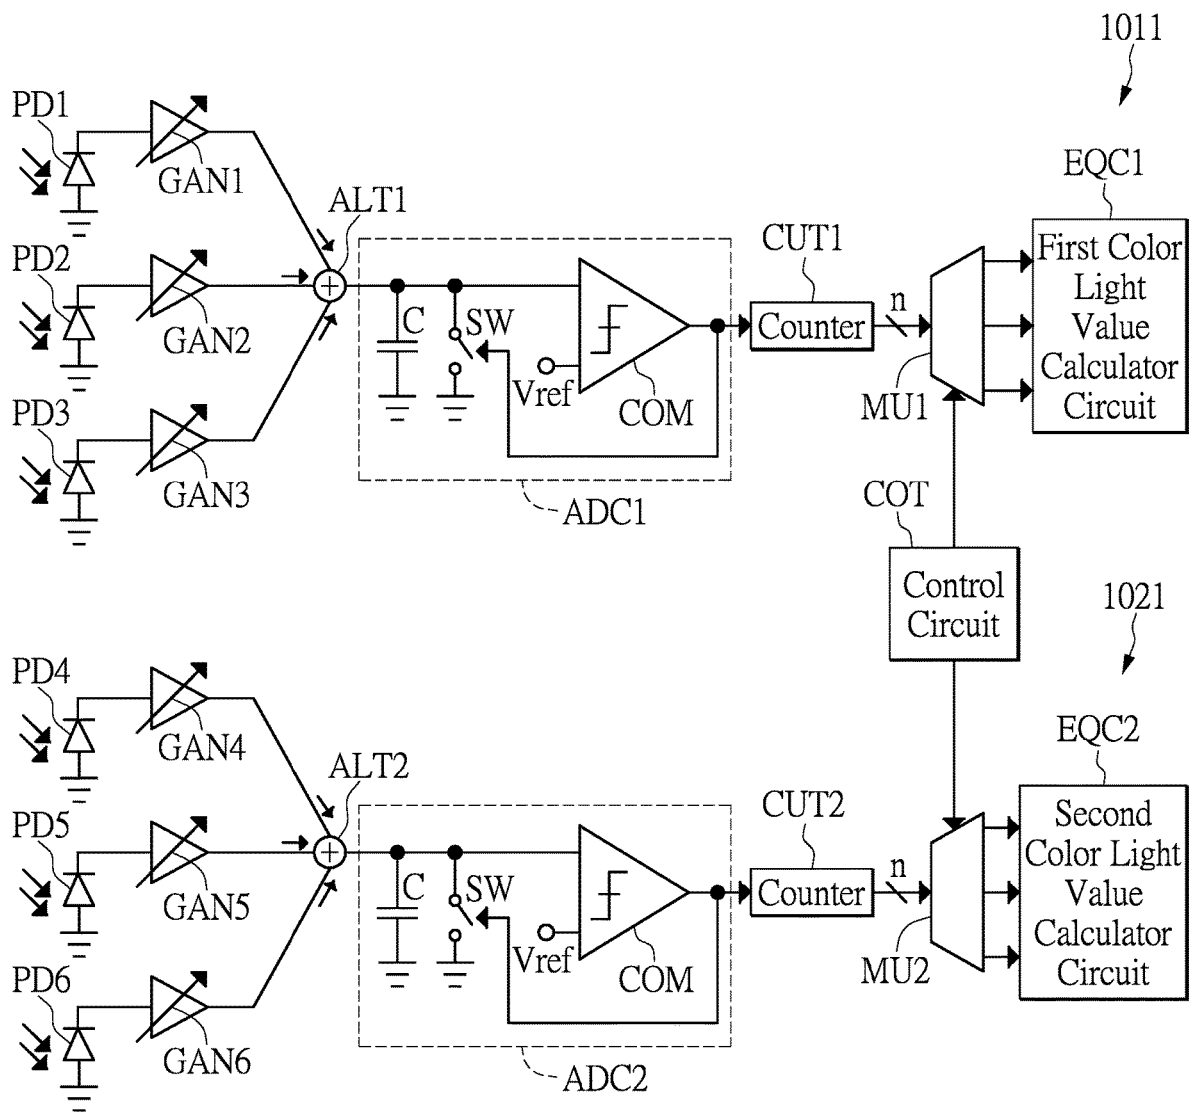 1011
PD1
GAN1
ALT1
EQC1
PD2
GAN2
CUT1
First Color
Light
Value
Calculator
Circuit
C
SW
n
Counter
Vref
COM
MU1
PD3
GAN3
ADC1
COT
Control
Circuit
1021
PD4
GAN4
ALT2
EQC2
PD5
GAN5
CUT2
Second
Color Light
Value
Calculator
Circuit
C
SW
n
Counter
Vref
COM
MU2
PD6
GAN6
ADC2